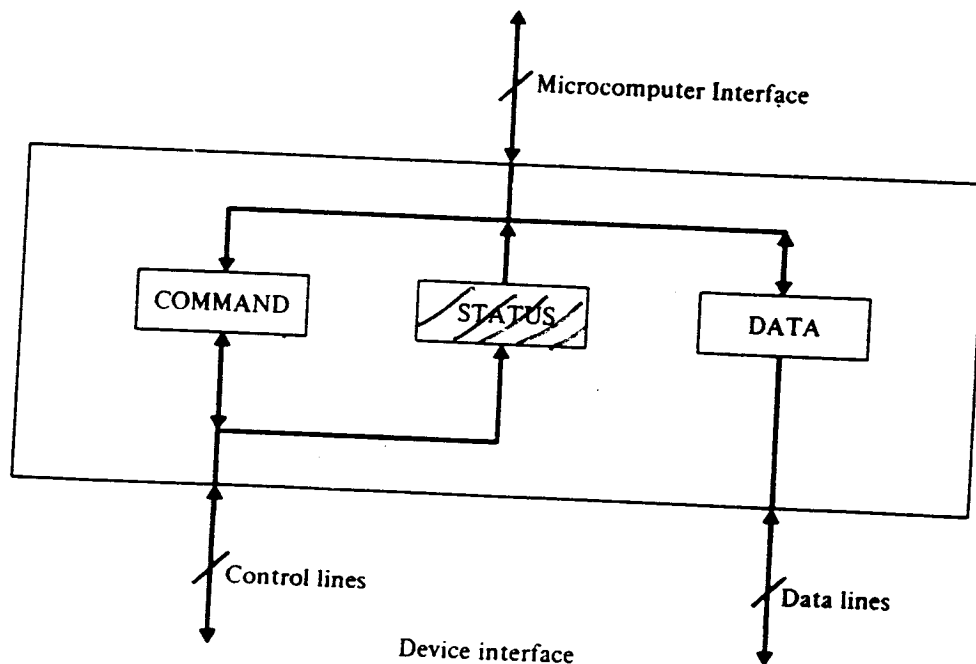 Microcomputer Interface
COMMAND
STATUS
DATA
Control lines
Data lines
Device interface